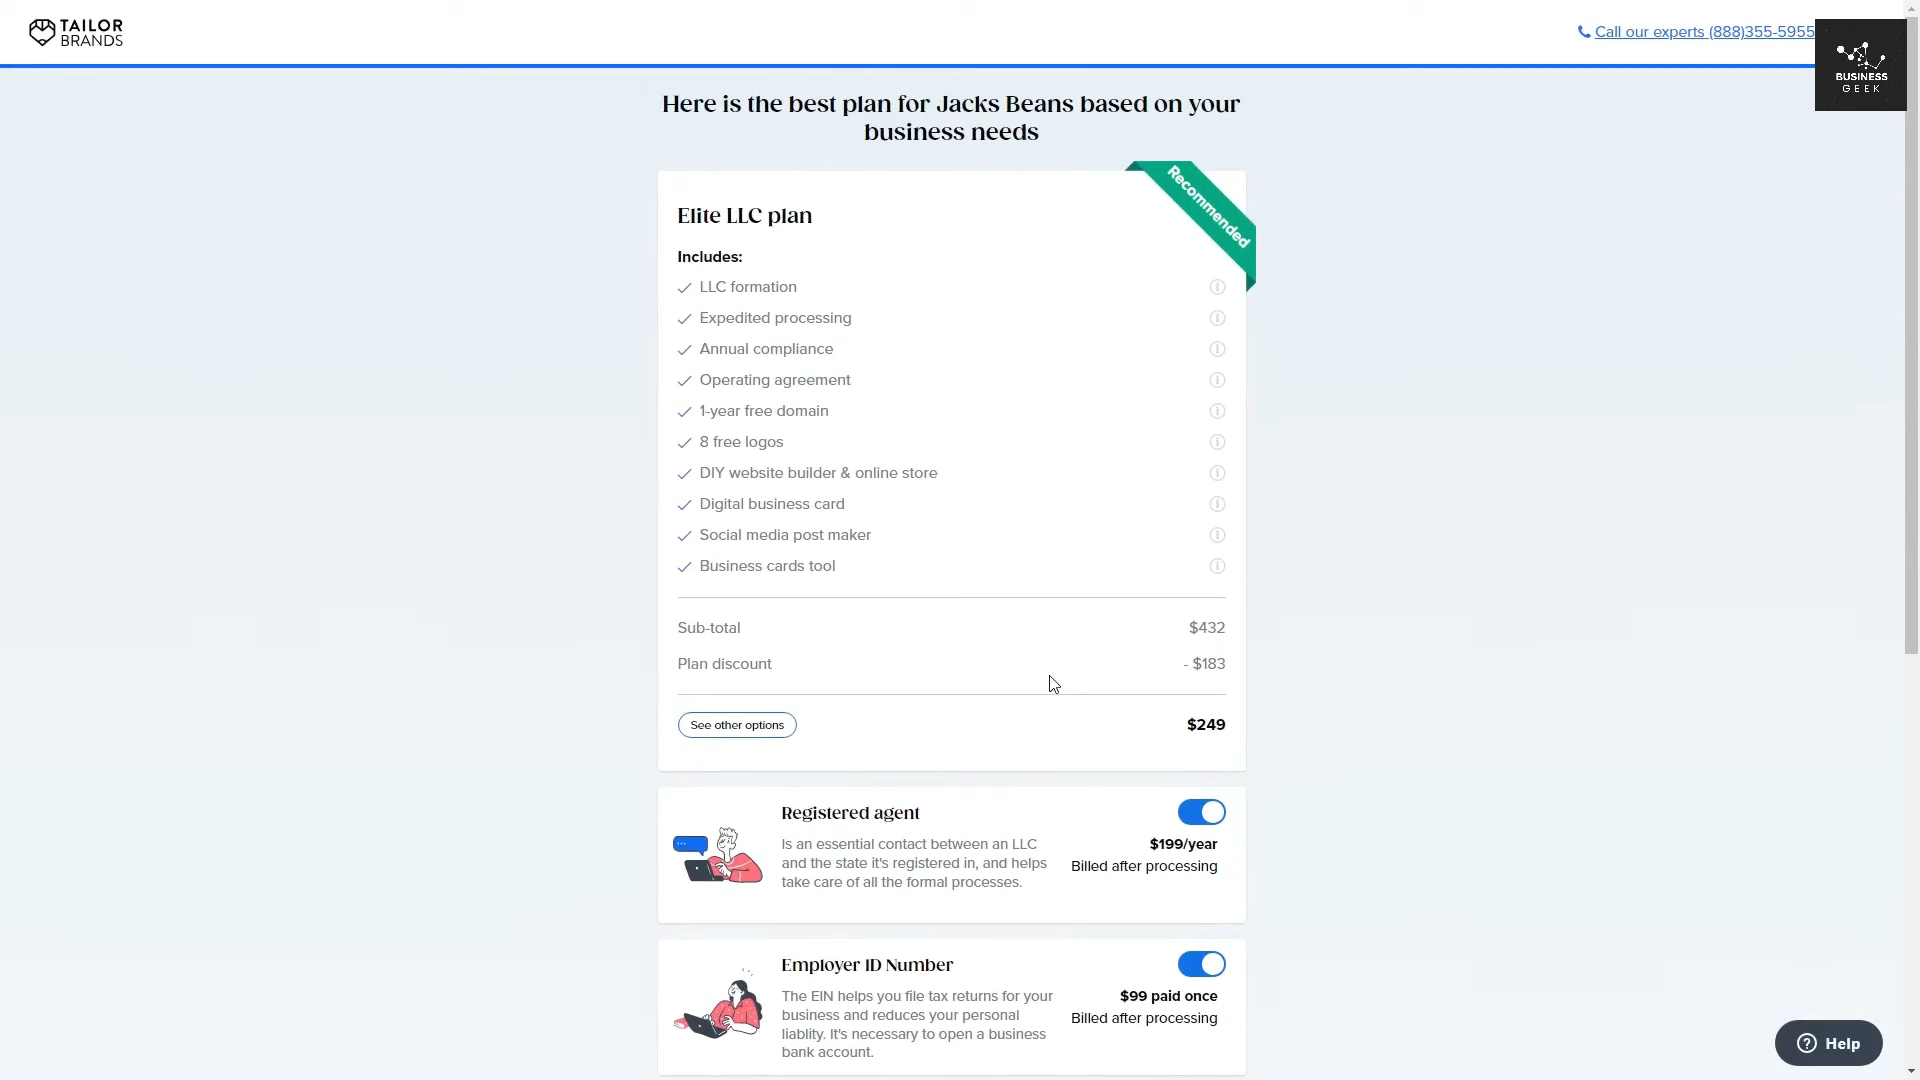 TAILOR
BRANDS
Call our experts (888)355-5955
BUSINESS
GEEK
Here is the best plan for Jacks Beans based on your
business needs
Recommended
Elite LLC plan
Includes:
LLC formation
Expedited processing
Annual compliance
Operating agreement
1-year free domain
8 free logos
DIY website builder & online store
Digital business card
Social media post maker
Business cards tool
Sub-total $432
Plan discount - $183
See other options $249
Registered agent
Is an essential contact between an LLC
and the state it's registered in, and helps
take care of all the formal processes.
$199/year
Billed after processing
Employer ID Number
The EIN helps you file tax returns for your
business and reduces your personal
liablity. It's necessary to open a business
bank account.
$99 paid once
Billed after processing
Help